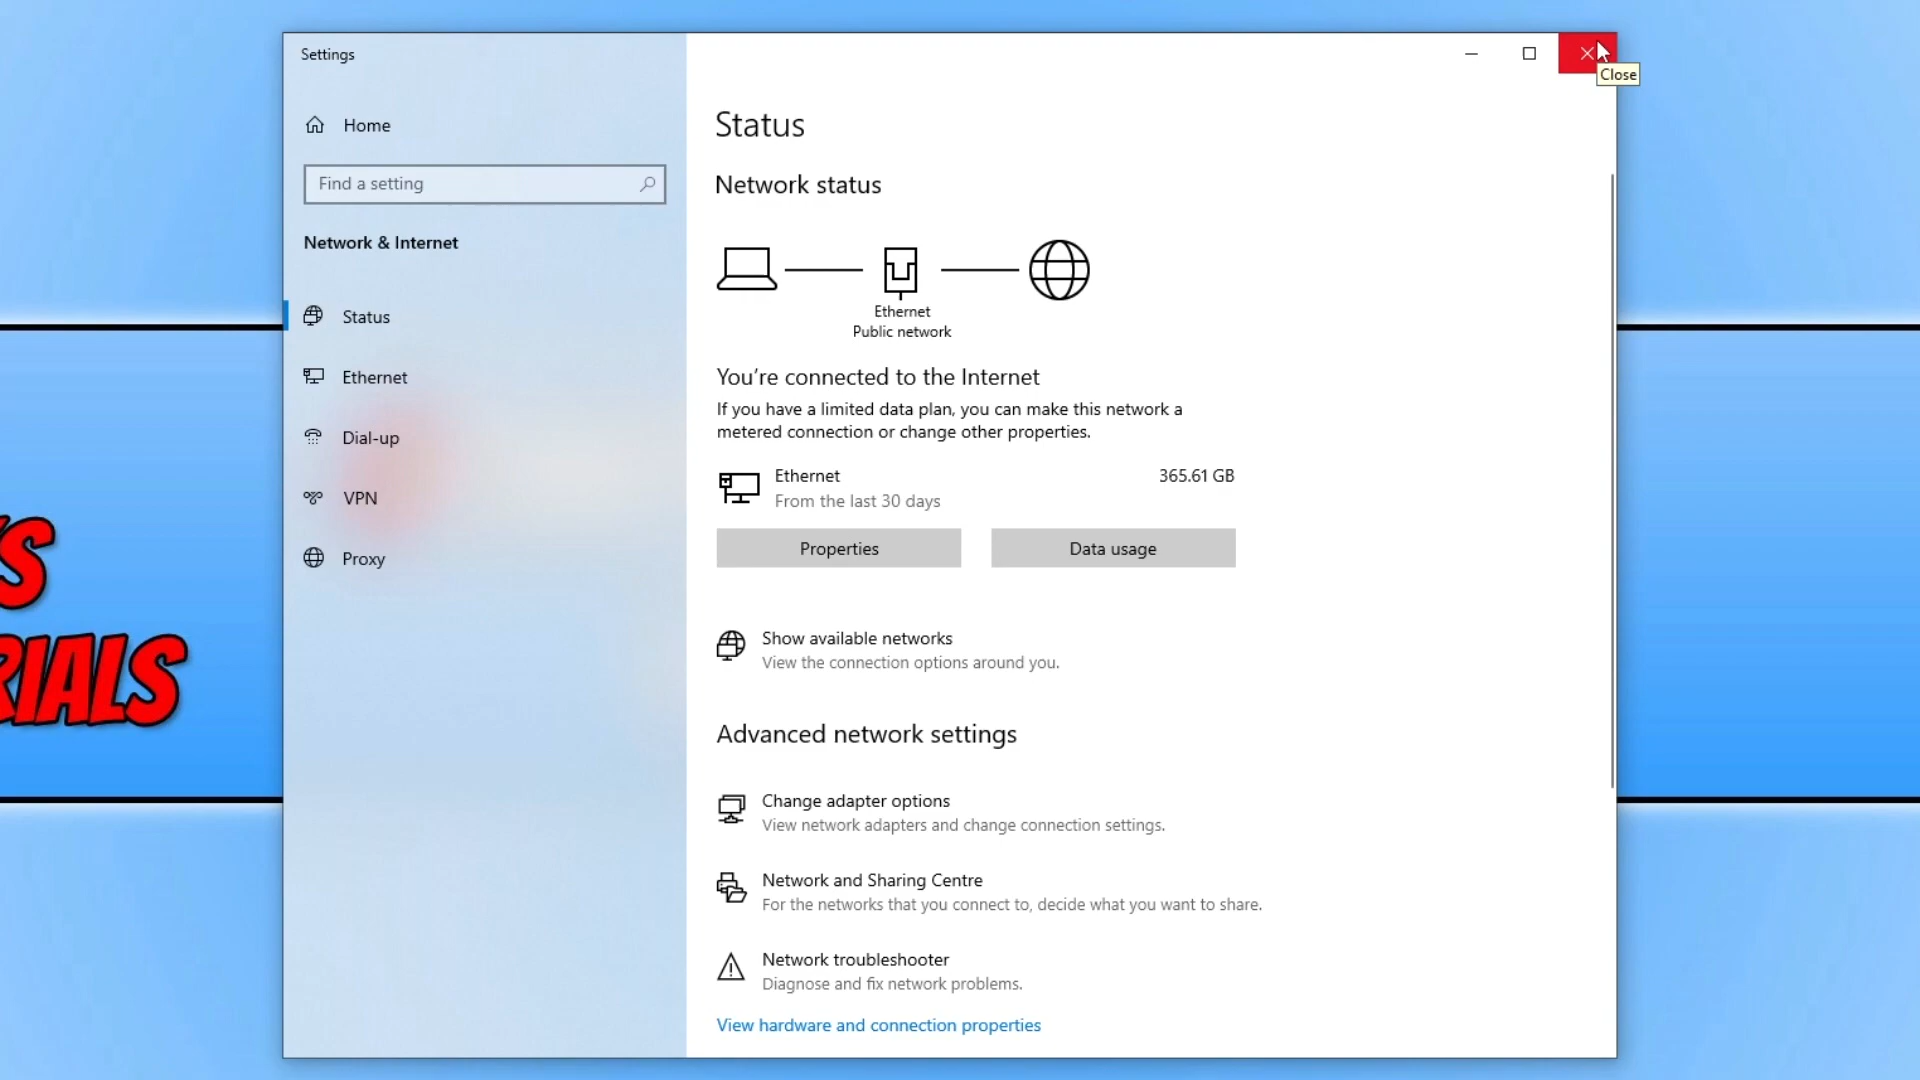 Settings
Close
Home
Find a setting
Network & Internet
Status
Ethernet
Dial-up
VPN
Proxy
Status
Network status
Ethernet
Public network
You're connected to the Internet
If you have a limited data plan, you can make this network a
metered connection or change other properties.
Ethernet 365.61 GB
From the last 30 days
Properties Data usage
Show available networks
View the connection options around you.
Advanced network settings
Change adapter options
View network adapters and change connection settings.
Network and Sharing Centre
For the networks that you connect to, decide what you want to share.
Network troubleshooter
Diagnose and fix network problems.
View hardware and connection properties